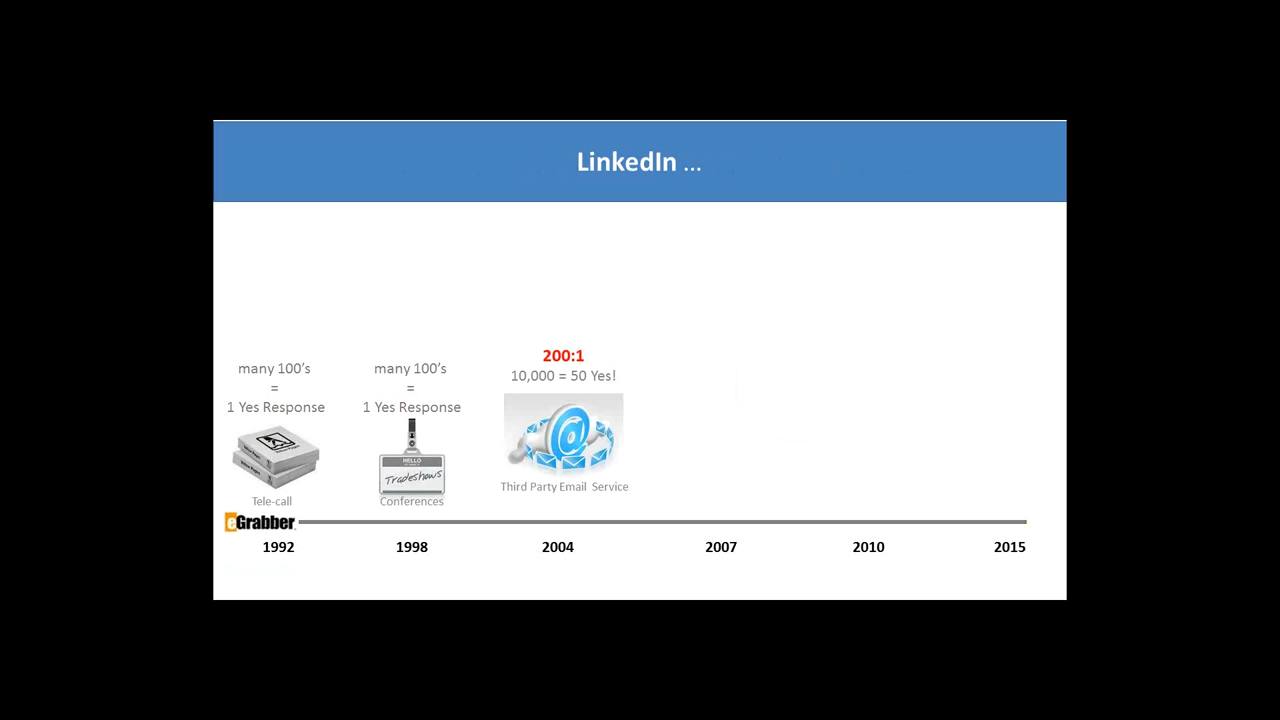 LinkedIn ...
many 100's
=
1 Yes Response
Tele-call
many 100's
=
1 Yes Response
HELLO
Tradeshows
Conferences
200:1
10,000 = 50 Yes!
@
Third Party Email Service
eGrabber
1992
1998
2004
2007
2010
2015